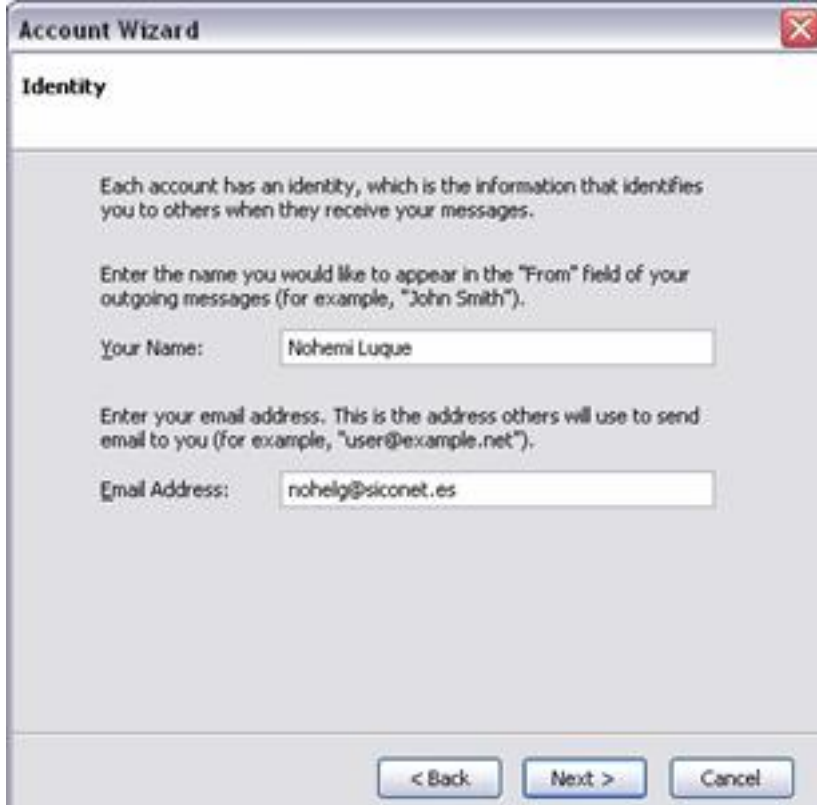 Account Wizard
Identity
Each account has an identity, which is the information that identifies
you to others when they receive your messages.
Enter the name you would like to appear in the "From" field of your
outgoing messages (for example, "John Smith").
Your Name: Nohemi Luque
Enter your email address. This is the address others will use to send
email to you (for example, "user@example.net").
Email Address: nohelg@siconet.es
< Back Next > Cancel